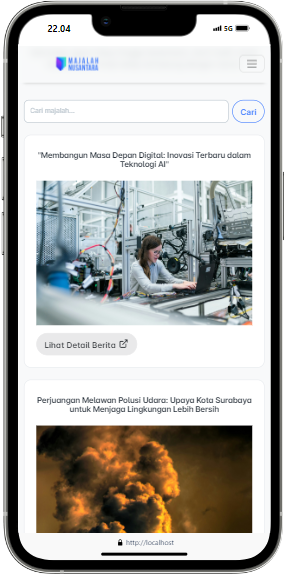 22.04
5G
MAJALAH
NUSANTARA
Cari majalah...
Cari
"Membangun Masa Depan Digital: Inovasi Terbaru dalam
Teknologi AI"
Lihat Detail Berita
Perjuangan Melawan Polusi Udara: Upaya Kota Surabaya
untuk Menjaga Lingkungan Lebih Bersih
http://localhost